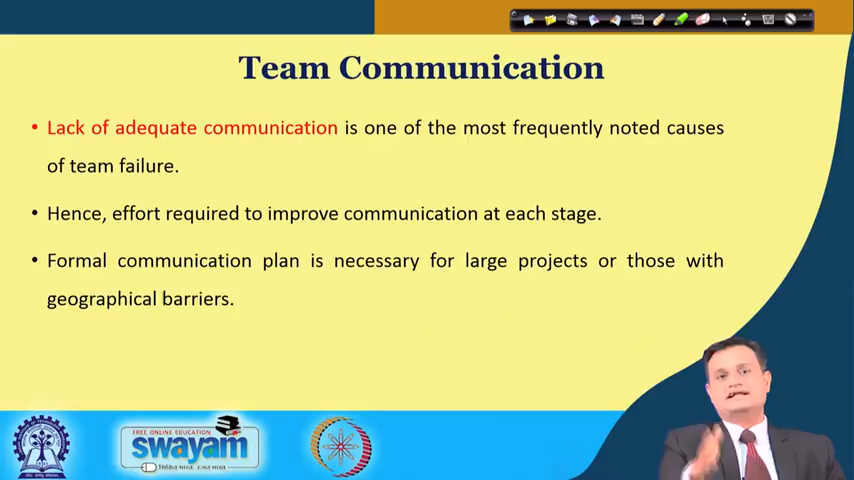 Team Communication
• Lack of adequate communication is one of the most frequently noted causes
of team failure.
• Hence, effort required to improve communication at each stage.
• Formal communication plan is necessary for large projects or those with
geographical barriers.
FREE ONLINE EDUCATION
swayam